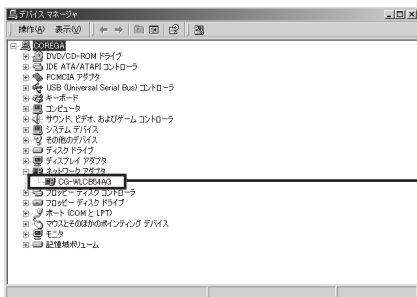 デバイス マネージャ
操作(A) 表示(V)
COREGA
DVD/CD-ROM ドライブ
IDE ATA/ATAPI コントローラ
PCMCIA アダプタ
USB (Universal Serial Bus) コントローラ
キーボード
コンピュータ
サウンド、ビデオ、およびゲーム コントローラ
システム デバイス
その他のデバイス
ディスク ドライブ
ディスプレイ アダプタ
ネットワーク アダプタ
CG-WLCB54AG
フロッピー ディスク コントローラ
フロッピー ディスク ドライブ
ポート (COM と LPT)
マウスとそのほかのポインティング デバイス
モニタ
記憶域ボリューム